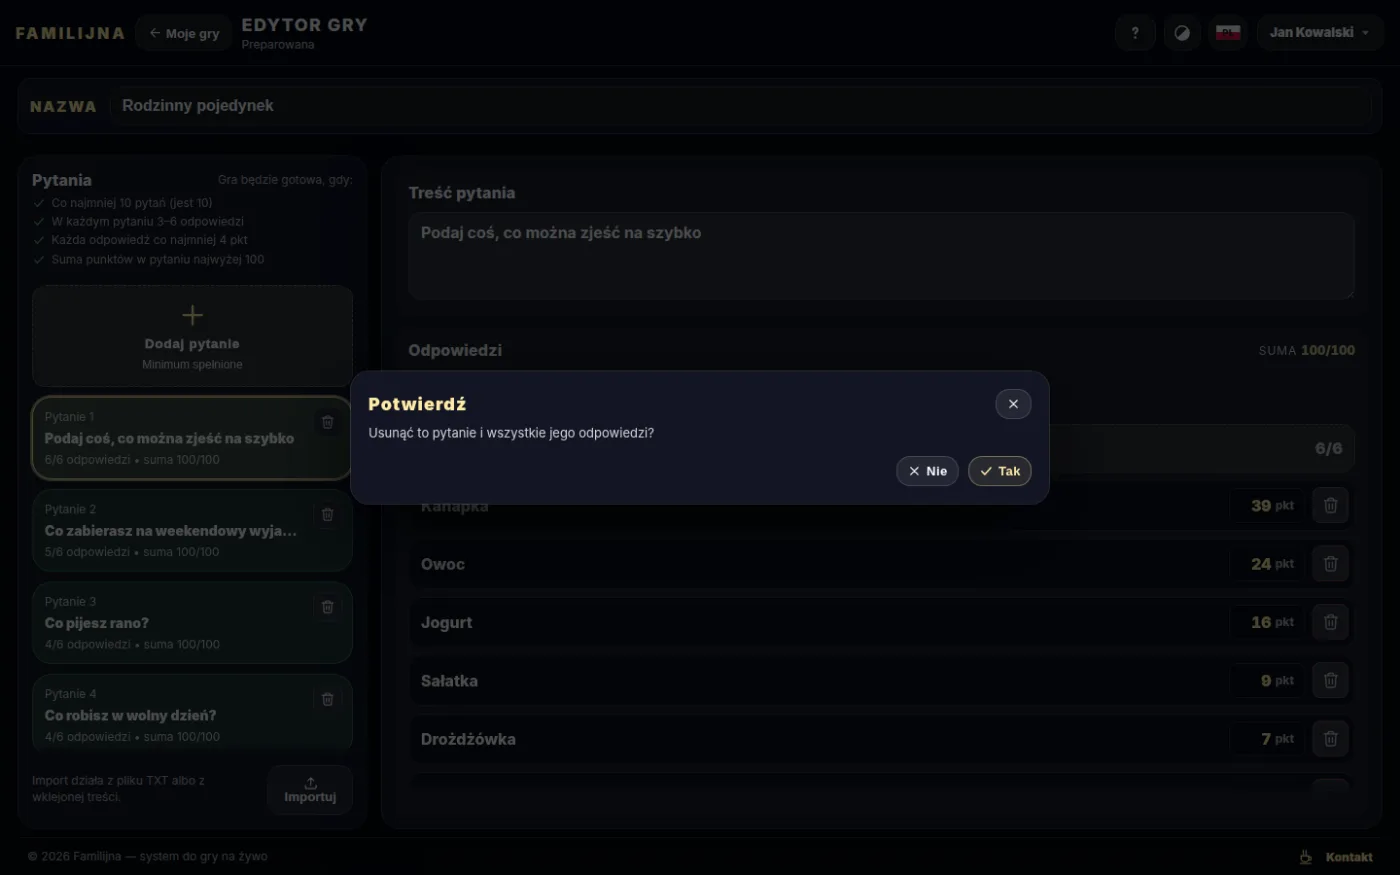 FAMILIJNA
← Moje gry
EDYTOR GRY
Preparowana
?
PL
Jan Kowalski
NAZWA
Rodzinny pojedynek
Pytania
Gra będzie gotowa, gdy:
Co najmniej 10 pytań (jest 10)
W każdym pytaniu 3–6 odpowiedzi
Każda odpowiedź co najmniej 4 pkt
Suma punktów w pytaniu najwyżej 100
Dodaj pytanie
Minimum spełnione
Pytanie 1
Podaj coś, co można zjeść na szybko
6/6 odpowiedzi • suma 100/100
Pytanie 2
Co zabierasz na weekendowy wyja...
5/6 odpowiedzi • suma 100/100
Pytanie 3
Co pijesz rano?
4/6 odpowiedzi • suma 100/100
Pytanie 4
Co robisz w wolny dzień?
4/6 odpowiedzi • suma 100/100
Import działa z pliku TXT albo z
wklejonej treści.
Importuj
Treść pytania
Podaj coś, co można zjeść na szybko
Odpowiedzi
SUMA 100/100
6/6
Potwierdź
Usunąć to pytanie i wszystkie jego odpowiedzi?
Nie
Tak
Kanapka
39 pkt
Owoc
24 pkt
Jogurt
16 pkt
Sałatka
9 pkt
Drożdżówka
7 pkt
© 2026 Familijna — system do gry na żywo
Kontakt